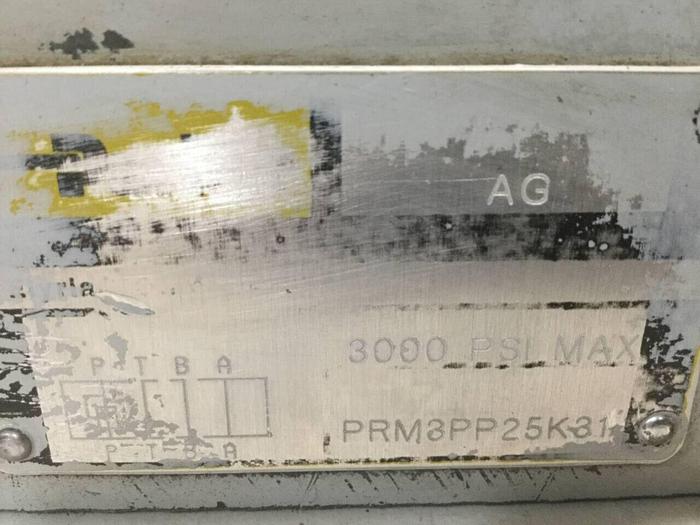 AG
3000 PSI MAX
P T B A
PRM3PP25K31
P T B A